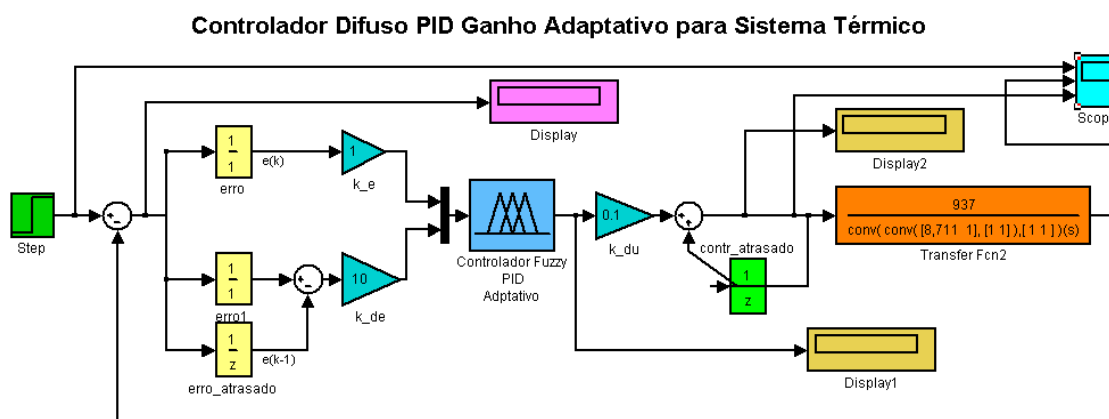 Controlador Difuso PID Ganho Adaptativo para Sistema Térmico
Scop
Display
Display2
1
1
erro
e(k)
1
k_e
Step
+
-
Controlador Fuzzy
PID
Adptativo
0.1
k_du
+
-
contr_atrasado
1
z
937
conv( conv( [8,711 1], [1 1] ),[ 1 1 ] )(s)
Transfer Fcn2
1
1
erro1
+
-
10
k_de
1
z
erro_atrasado
e(k-1)
Display1